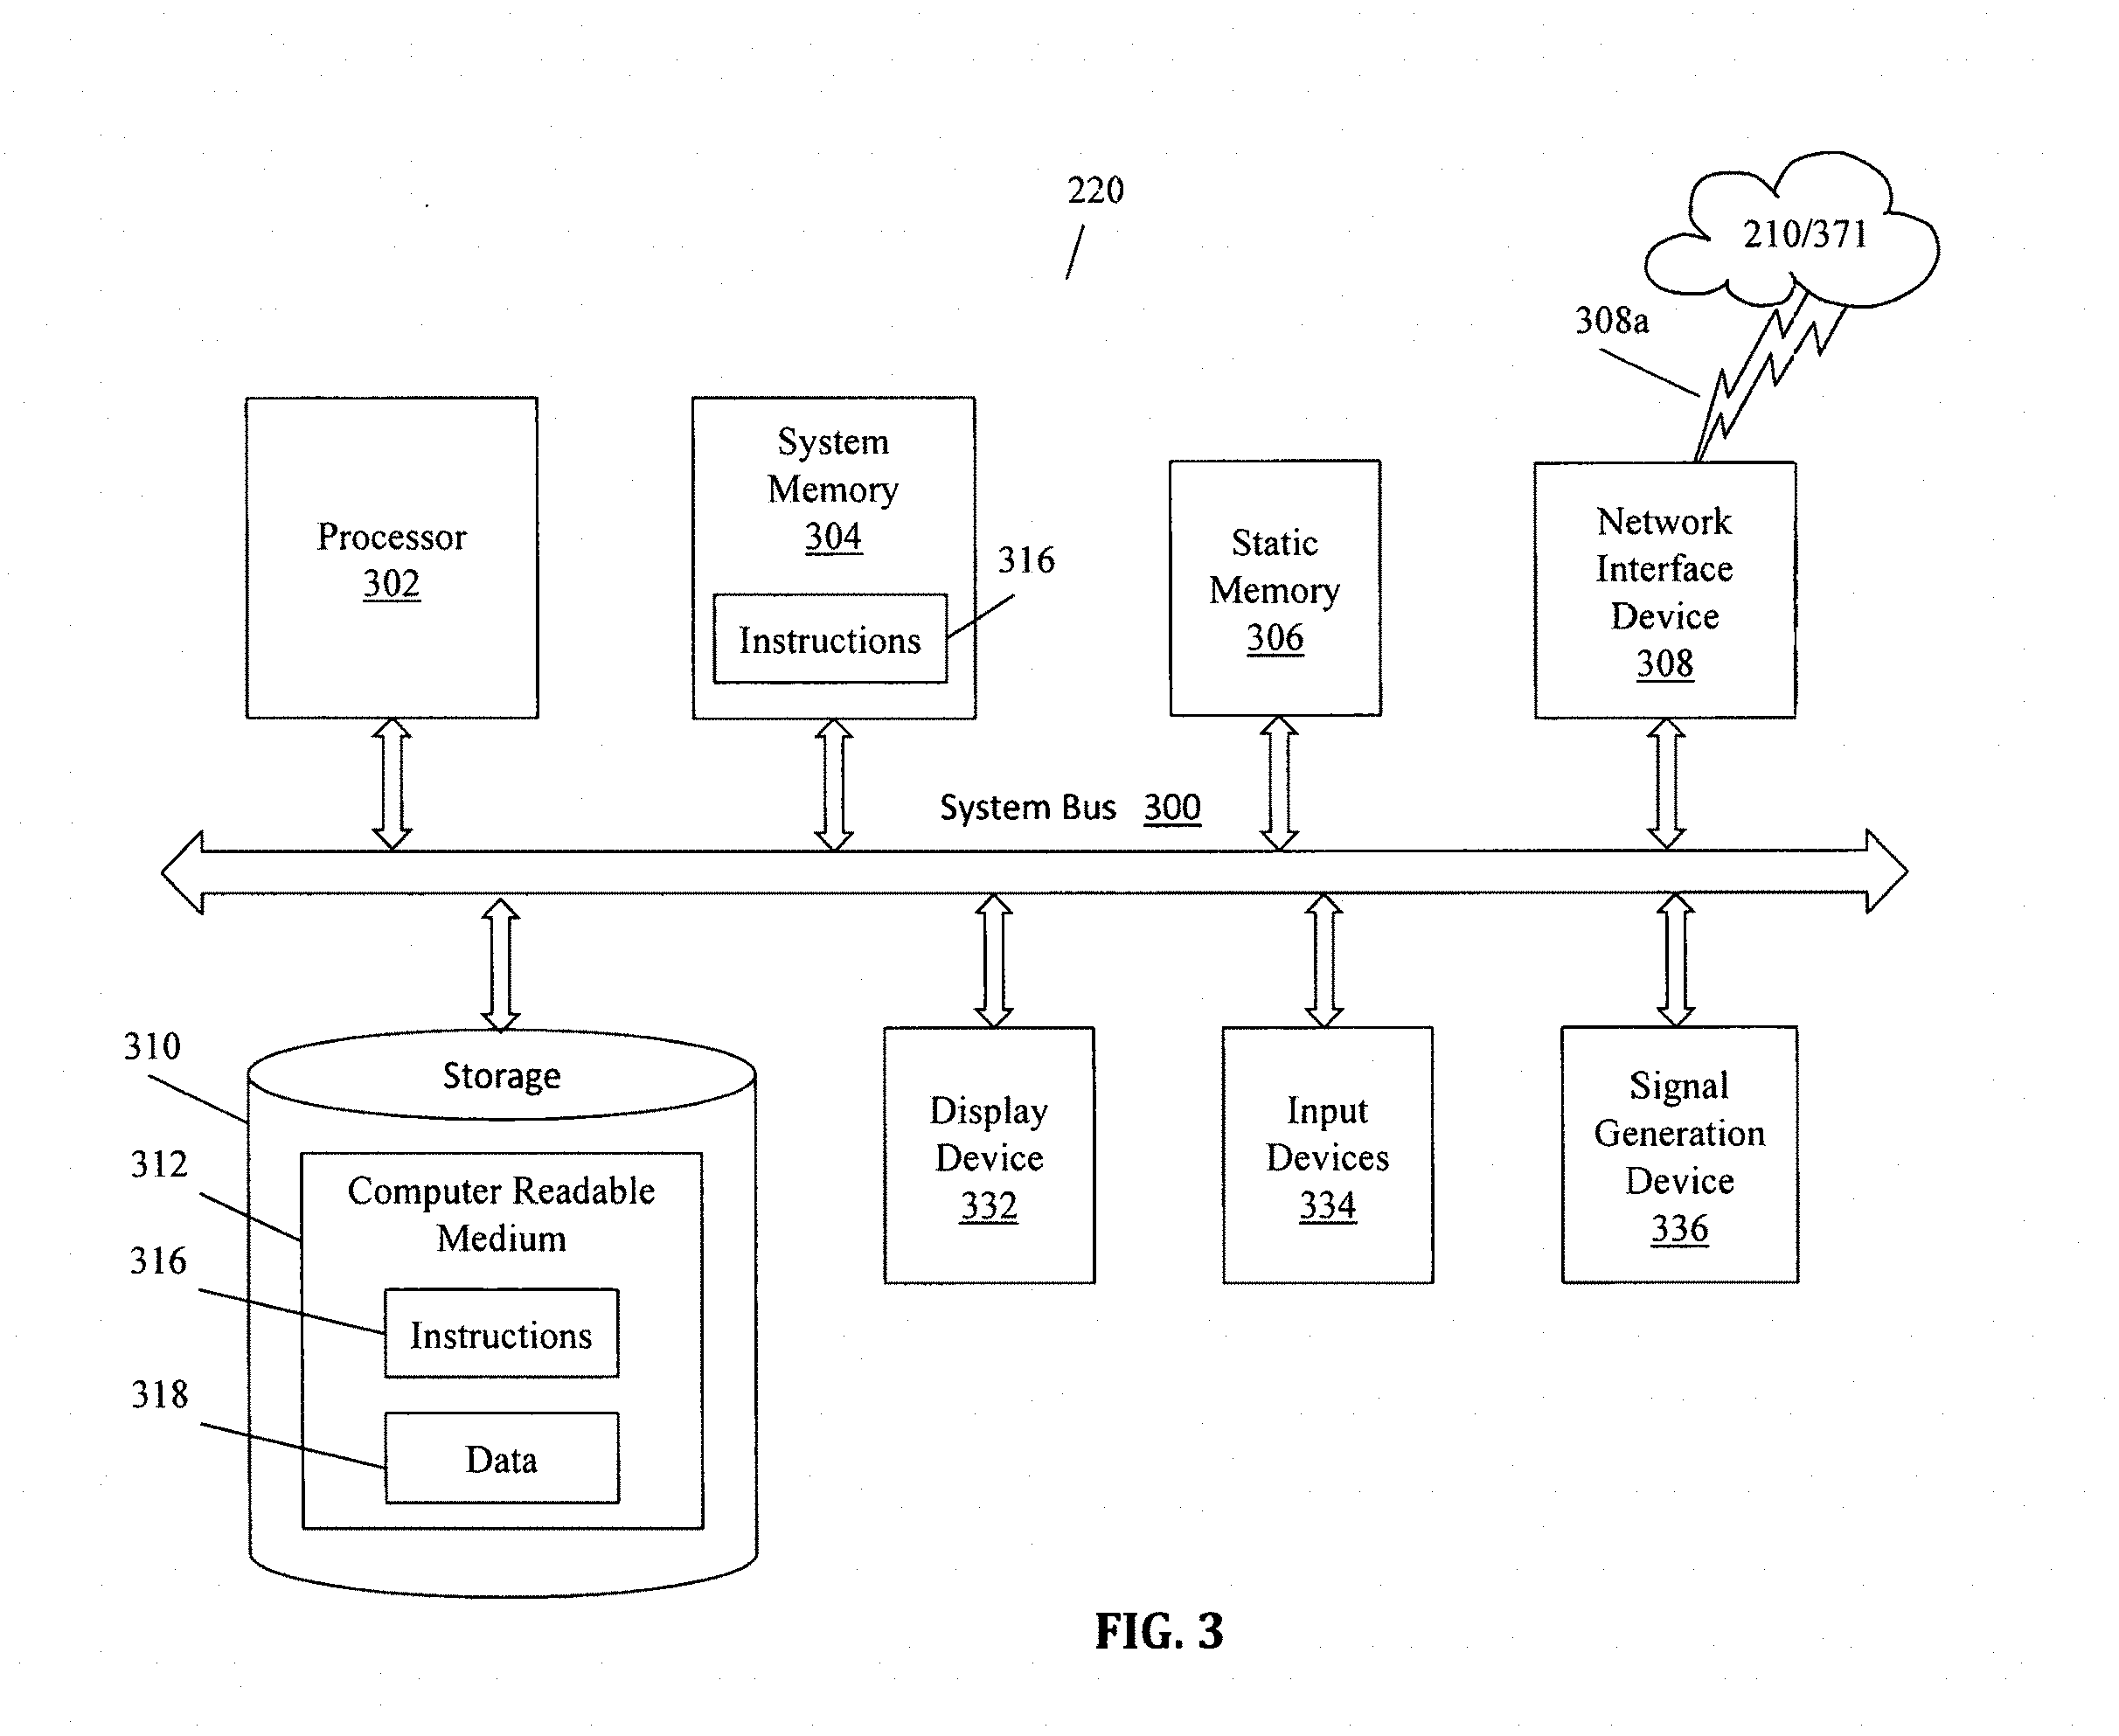 220
210/371
308a
Processor
302
System
Memory
304
316
Instructions
Static
Memory
306
Network
Interface
Device
308
System Bus 300
310
Storage
312
Computer Readable
Medium
316
Instructions
318
Data
Display
Device
332
Input
Devices
334
Signal
Generation
Device
336
FIG. 3